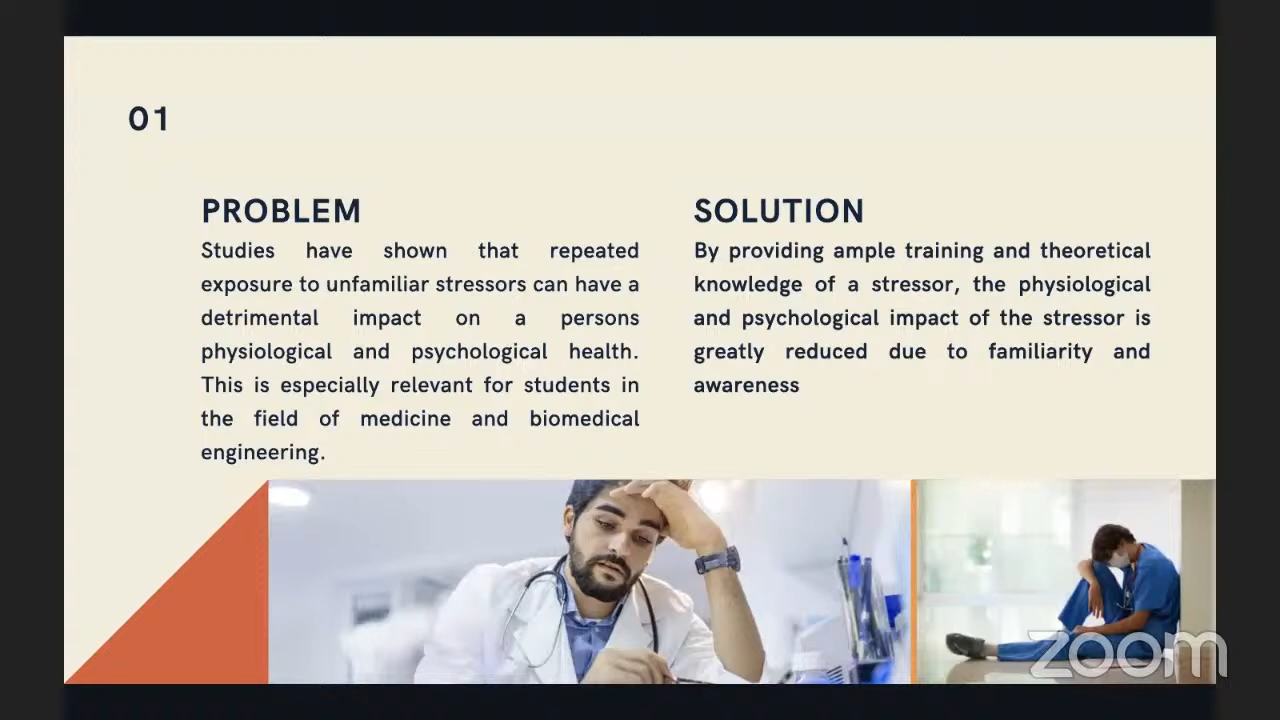 01
PROBLEM
Studies have shown that repeated
exposure to unfamiliar stressors can have a
detrimental impact on a persons
physiological and psychological health.
This is especially relevant for students in
the field of medicine and biomedical
engineering.
SOLUTION
By providing ample training and theoretical
knowledge of a stressor, the physiological
and psychological impact of the stressor is
greatly reduced due to familiarity and
awareness
zoom